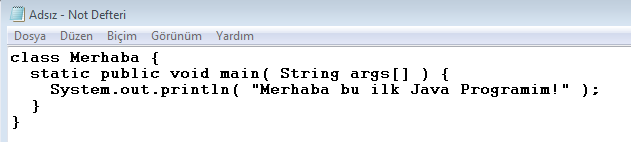 Adsız - Not Defteri
Dosya Düzen Biçim Görünüm Yardım
class Merhaba {
  static public void main( String args[] ) {
    System.out.println( "Merhaba bu ilk Java Programim!" );
  }
}